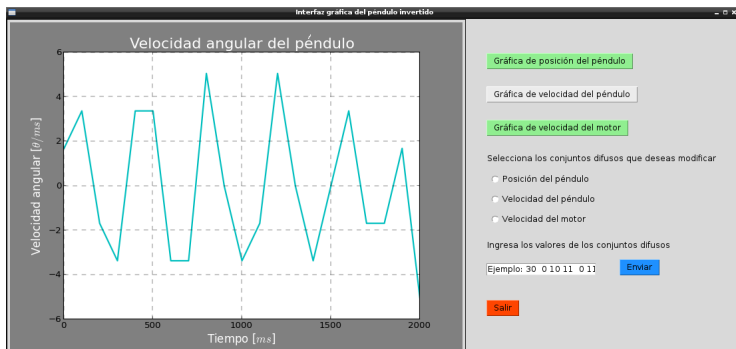 Interfaz gráfica del péndulo invertido
Velocidad angular del péndulo
Velocidad angular [θ/ms]
6
4
2
0
−2
−4
−6
0
500
1000
1500
2000
Tiempo [ms]
Gráfica de posición del péndulo
Gráfica de velocidad del péndulo
Gráfica de velocidad del motor
Selecciona los conjuntos difusos que deseas modificar
Posición del péndulo
Velocidad del péndulo
Velocidad del motor
Ingresa los valores de los conjuntos difusos
Ejemplo: 30 0 10 11 0 11
Enviar
Salir